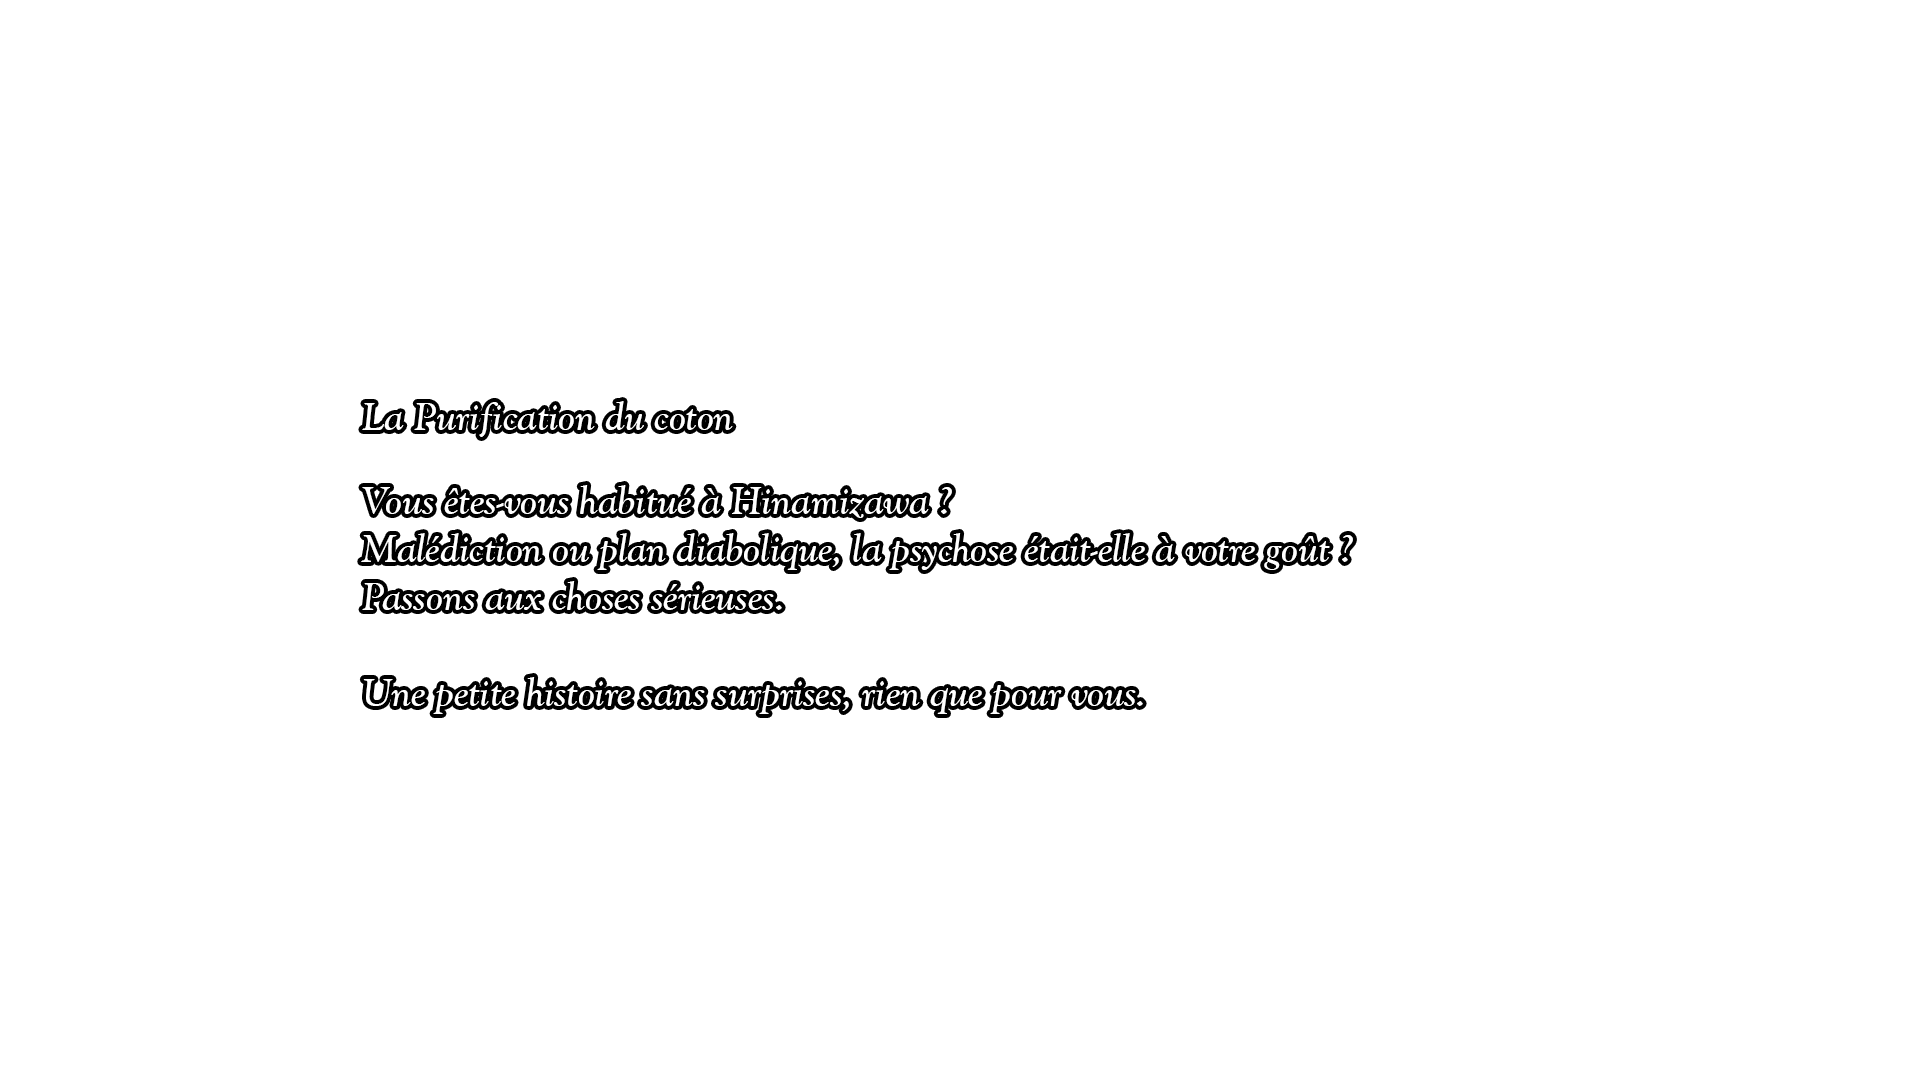 La Purification du coton
Vous êtes-vous habitué à Hinamizawa ?
Malédiction ou plan diabolique, la psychose était-elle à votre goût ?
Passons aux choses sérieuses.
Une petite histoire sans surprises, rien que pour vous.